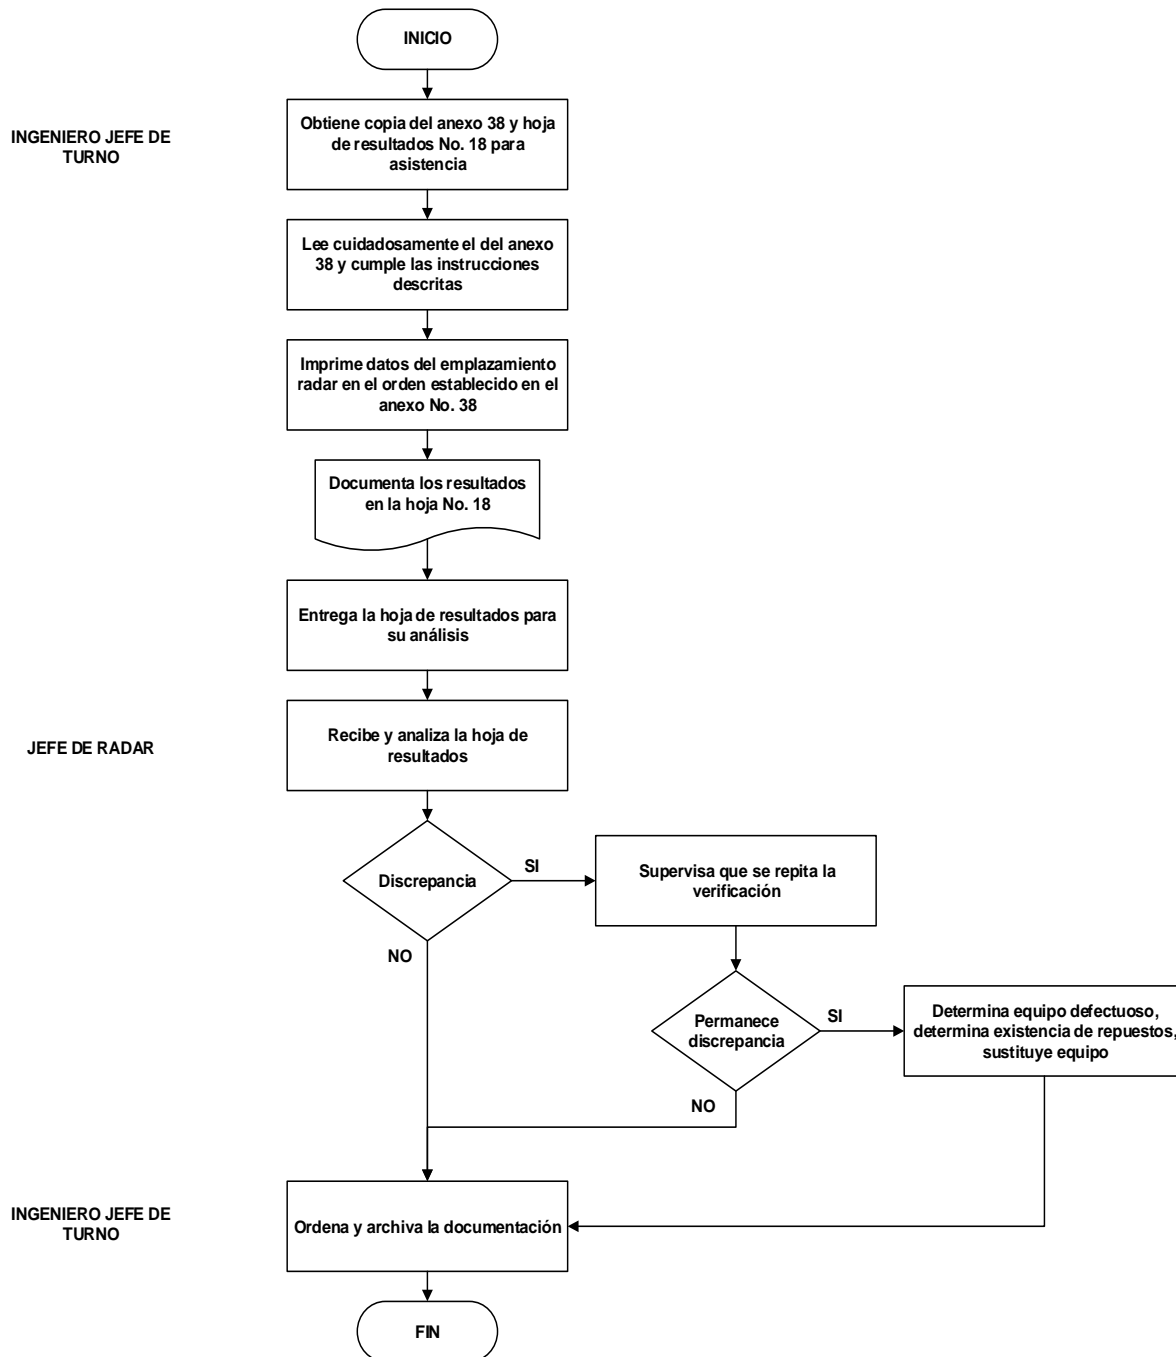 INICIO
INGENIERO JEFE DE
TURNO
Obtiene copia del anexo 38 y hoja
de resultados No. 18 para
asistencia
Lee cuidadosamente el del anexo
38 y cumple las instrucciones
descritas
Imprime datos del emplazamiento
radar en el orden establecido en el
anexo No. 38
Documenta los resultados
en la hoja No. 18
Entrega la hoja de resultados para
su análisis
JEFE DE RADAR
Recibe y analiza la hoja de
resultados
Discrepancia
SI
Supervisa que se repita la
verificación
NO
Permanece
discrepancia
SI
Determina equipo defectuoso,
determina existencia de repuestos,
sustituye equipo
NO
INGENIERO JEFE DE
TURNO
Ordena y archiva la documentación
FIN